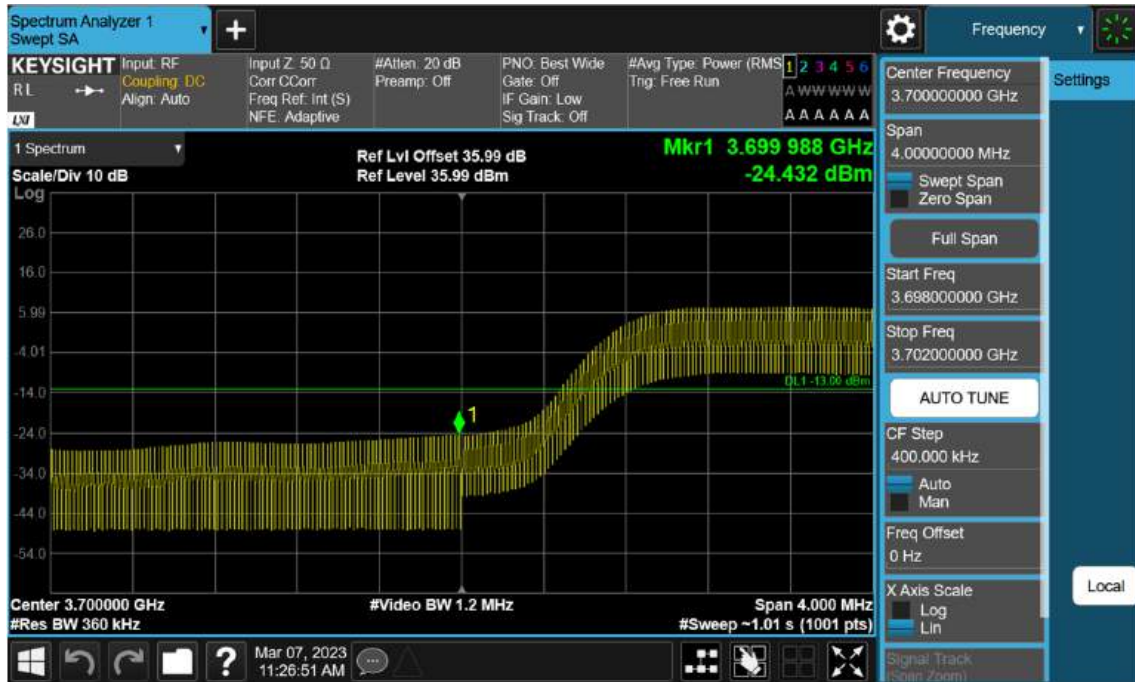 Spectrum Analyzer 1
Swept SA
Frequency
KEYSIGHT
RL
LXI
Input: RF
Coupling: DC
Align: Auto
Input Z: 50 Ω
Corr CCorr
Freq Ref: Int (S)
NFE: Adaptive
#Atten: 20 dB
Preamp: Off
PNO: Best Wide
Gate: Off
IF Gain: Low
Sig Track: Off
#Avg Type: Power (RMS
Trig: Free Run
1 2 3 4 5 6
A W W W W W
A A A A A A
1 Spectrum
Scale/Div 10 dB
Ref Lvl Offset 35.99 dB
Ref Level 35.99 dBm
Mkr1 3.699 988 GHz
-24.432 dBm
Log
26.0
16.0
5.99
-4.01
-14.0
-24.0
-34.0
-44.0
-54.0
1
DL1 -13.00 dBm
Center 3.700000 GHz
#Res BW 360 kHz
#Video BW 1.2 MHz
Span 4.000 MHz
#Sweep ~1.01 s (1001 pts)
Center Frequency
3.700000000 GHz
Settings
Span
4.00000000 MHz
Swept Span
Zero Span
Full Span
Start Freq
3.698000000 GHz
Stop Freq
3.702000000 GHz
AUTO TUNE
CF Step
400.000 kHz
Auto
Man
Freq Offset
0 Hz
X Axis Scale
Log
Lin
Local
Signal Track
(Span Zoom)
?
Mar 07, 2023
11:26:51 AM